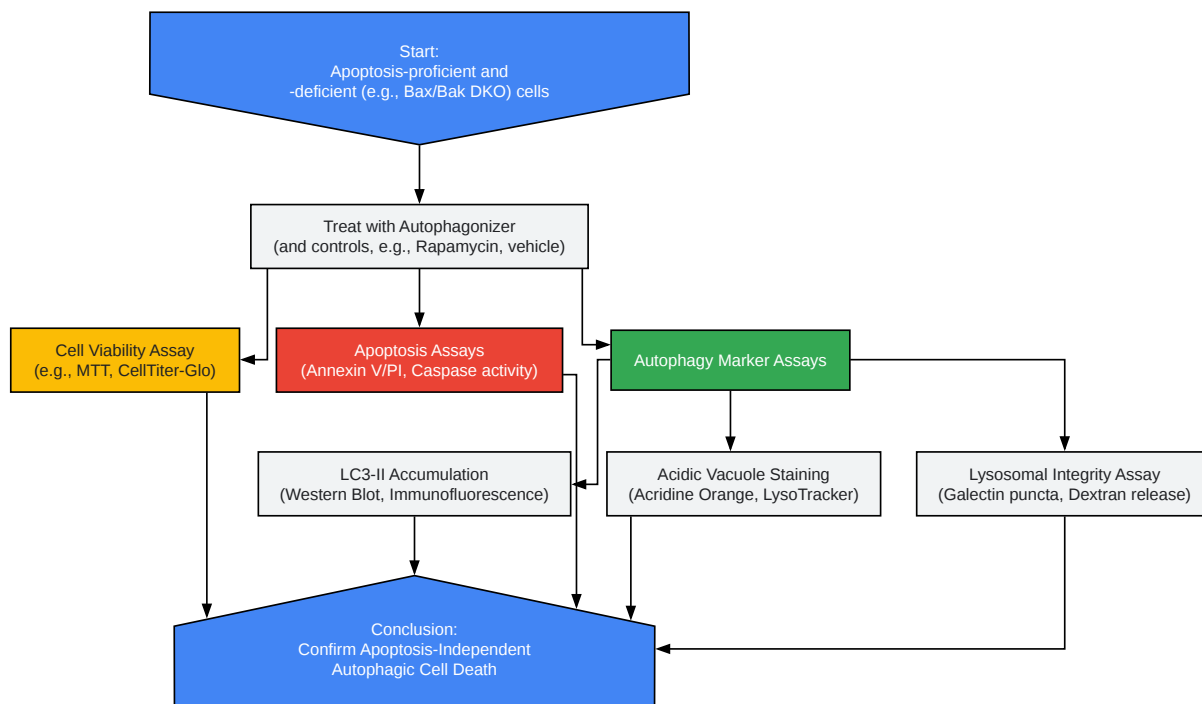 Start:
Apoptosis-proficient and
-deficient (e.g., Bax/Bak DKO) cells
Treat with Autophagonizer
(and controls, e.g., Rapamycin, vehicle)
Cell Viability Assay
(e.g., MTT, CellTiter-Glo)
Apoptosis Assays
(Annexin V/PI, Caspase activity)
Autophagy Marker Assays
LC3-II Accumulation
(Western Blot, Immunofluorescence)
Acidic Vacuole Staining
(Acridine Orange, LysoTracker)
Lysosomal Integrity Assay
(Galectin puncta, Dextran release)
Conclusion:
Confirm Apoptosis-Independent
Autophagic Cell Death